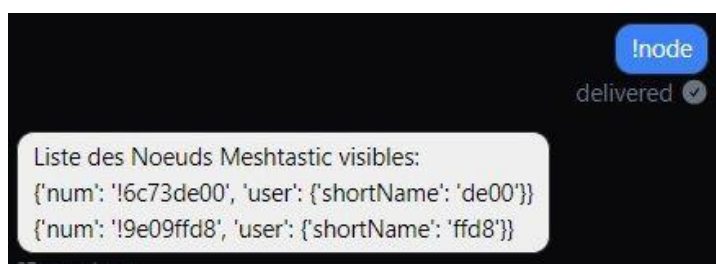 !node
delivered
Liste des Noeuds Meshtastic visibles:
{'num': '!6c73de00', 'user': {'shortName': 'de00'}}
{'num': '!9e09ffd8', 'user': {'shortName': 'ffd8'}}